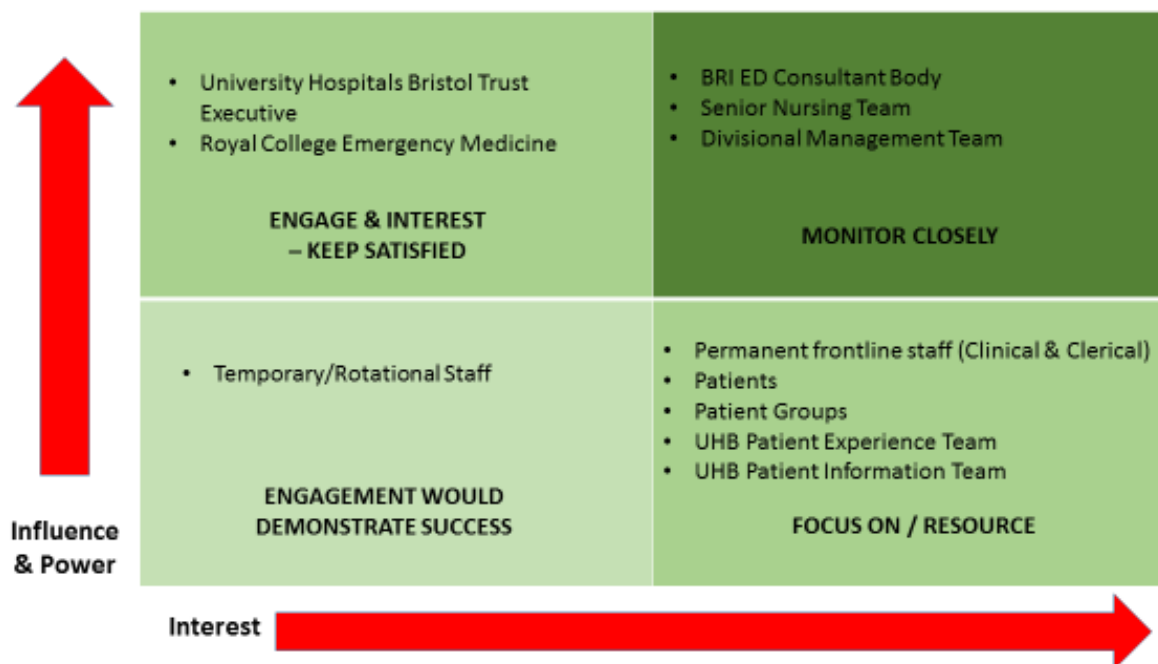 • University Hospitals Bristol Trust
Executive
• Royal College Emergency Medicine
ENGAGE & INTEREST
– KEEP SATISFIED
• BRI ED Consultant Body
• Senior Nursing Team
• Divisional Management Team
MONITOR CLOSELY
• Temporary/Rotational Staff
ENGAGEMENT WOULD
DEMONSTRATE SUCCESS
• Permanent frontline staff (Clinical & Clerical)
• Patients
• Patient Groups
• UHB Patient Experience Team
• UHB Patient Information Team
FOCUS ON / RESOURCE
Influence
& Power
Interest